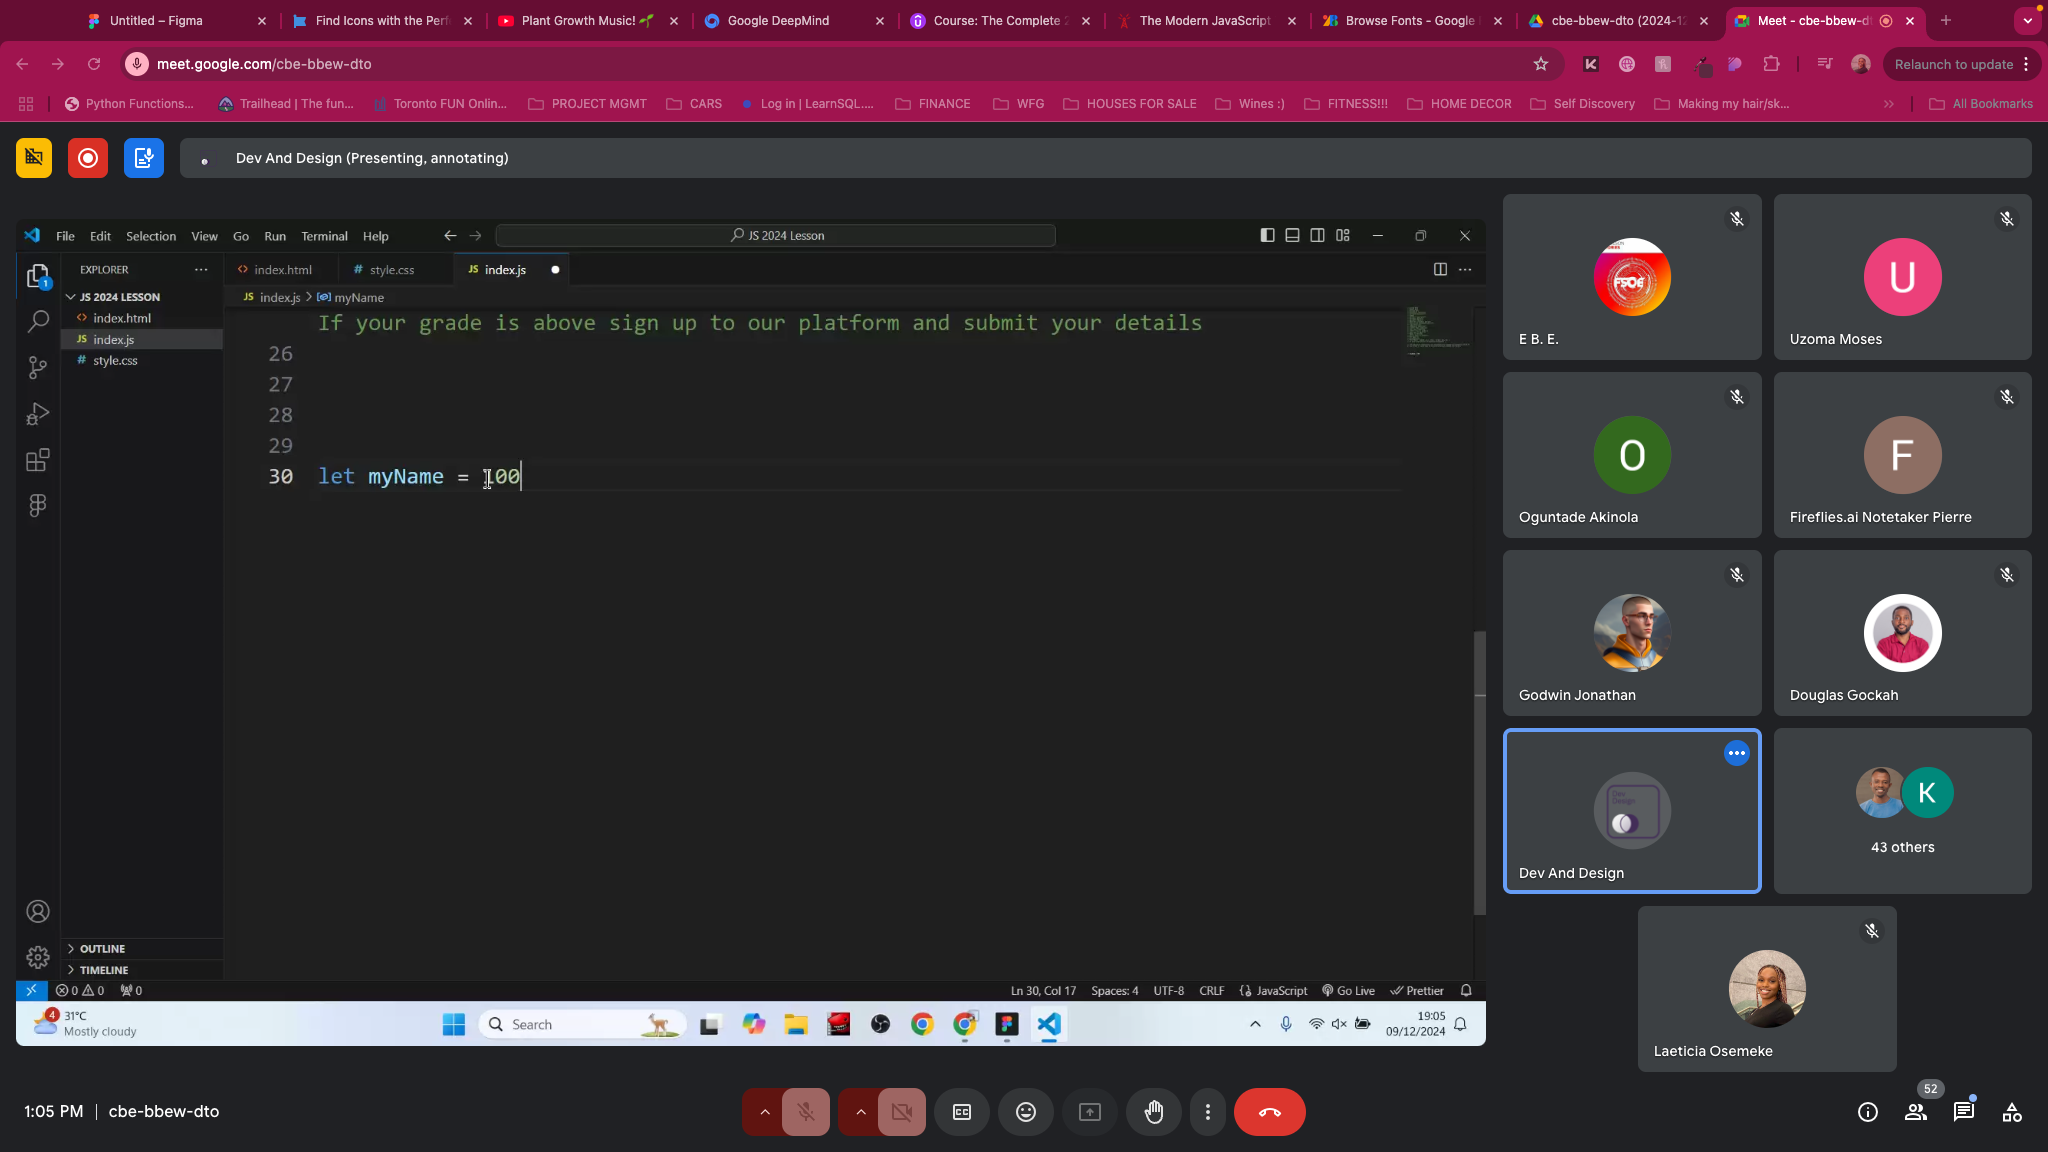 Untitled – Figma
Find Icons with the Perf
Plant Growth Music!🌱
Google DeepMind
Course: The Complete 2
The Modern JavaScript
Browse Fonts - Google
cbe-bbew-dto (2024-12
Meet - cbe-bbew-dt
meet.google.com/cbe-bbew-dto
Relaunch to update
Python Functions...
Trailhead | The fun...
Toronto FUN Onlin...
PROJECT MGMT
CARS
Log in | LearnSQL....
FINANCE
WFG
HOUSES FOR SALE
Wines :)
FITNESS!!!
HOME DECOR
Self Discovery
Making my hair/sk...
All Bookmarks
Dev And Design (Presenting, annotating)
File Edit Selection View Go Run Terminal Help
JS 2024 Lesson
EXPLORER
index.html
style.css
JS index.js
JS 2024 LESSON
JS index.js > myName
index.html
JS index.js
# style.css
If your grade is above sign up to our platform and submit your details
26
27
28
29
30 let myName = 100
OUTLINE
TIMELINE
0 0 0
Ln 30, Col 17 Spaces: 4 UTF-8 CRLF JavaScript Go Live Prettier
4
31°C
Mostly cloudy
Search
19:05
09/12/2024
E B. E.
U
Uzoma Moses
O
Oguntade Akinola
F
Fireflies.ai Notetaker Pierre
Godwin Jonathan
Douglas Gockah
Dev
Design
Dev And Design
K
43 others
Laeticia Osemeke
1:05 PM | cbe-bbew-dto
52